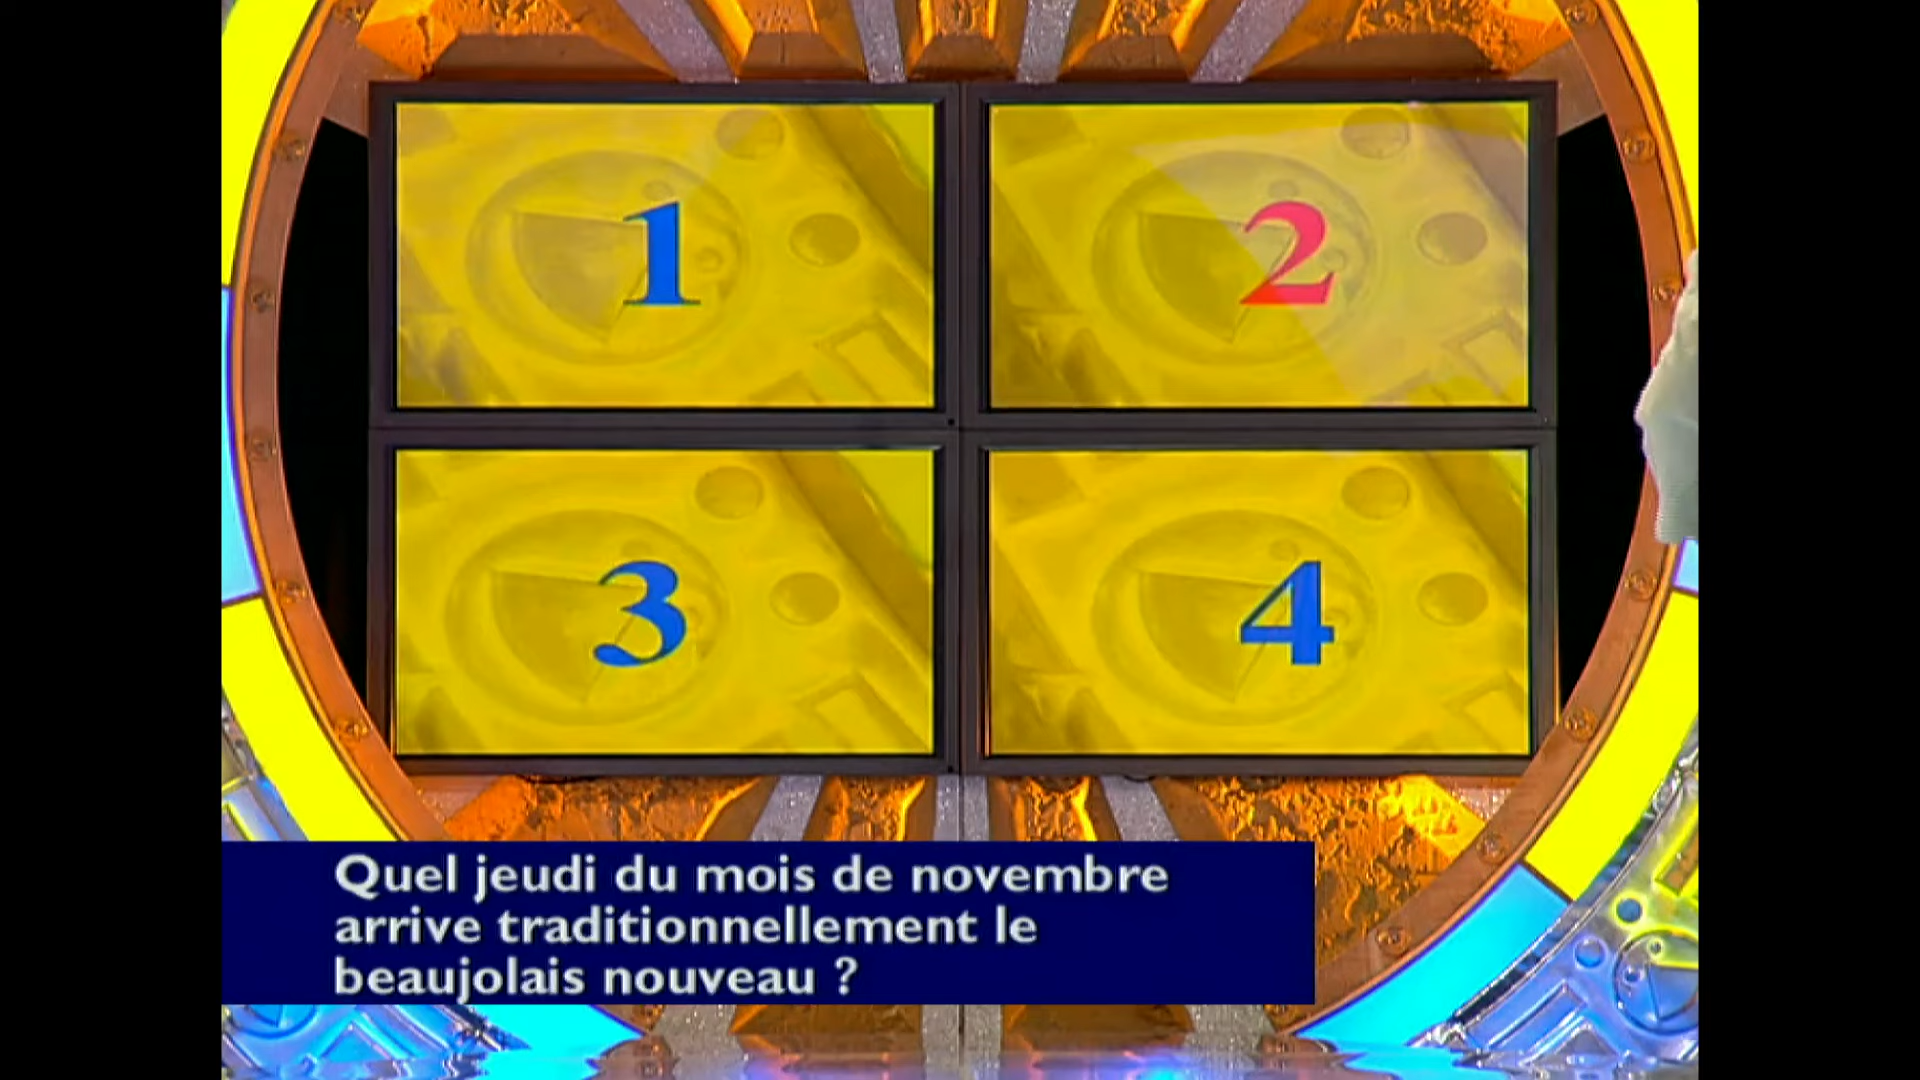 1
2
3
4
Quel jeudi du mois de novembre
arrive traditionnellement le
beaujolais nouveau ?